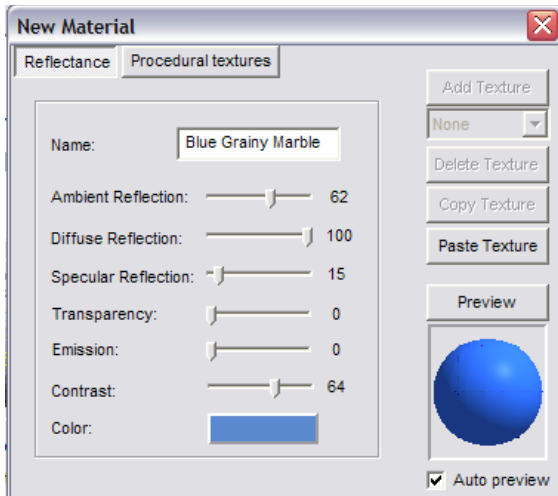 New Material
Reflectance Procedural textures
Name: Blue Grainy Marble
Ambient Reflection: 62
Diffuse Reflection: 100
Specular Reflection: 15
Transparency: 0
Emission: 0
Contrast: 64
Color:
Add Texture
None
Delete Texture
Copy Texture
Paste Texture
Preview
Auto preview